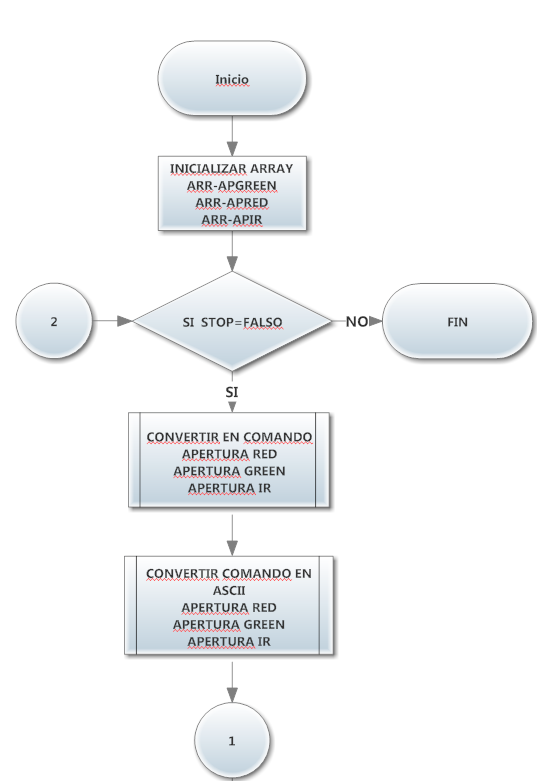 Inicio
INICIALIZAR ARRAY
ARR-APGREEN
ARR-APRED
ARR-APIR
2
SI STOP=FALSO
NO
FIN
SI
CONVERTIR EN COMANDO
APERTURA RED
APERTURA GREEN
APERTURA IR
CONVERTIR COMANDO EN
ASCII
APERTURA RED
APERTURA GREEN
APERTURA IR
1